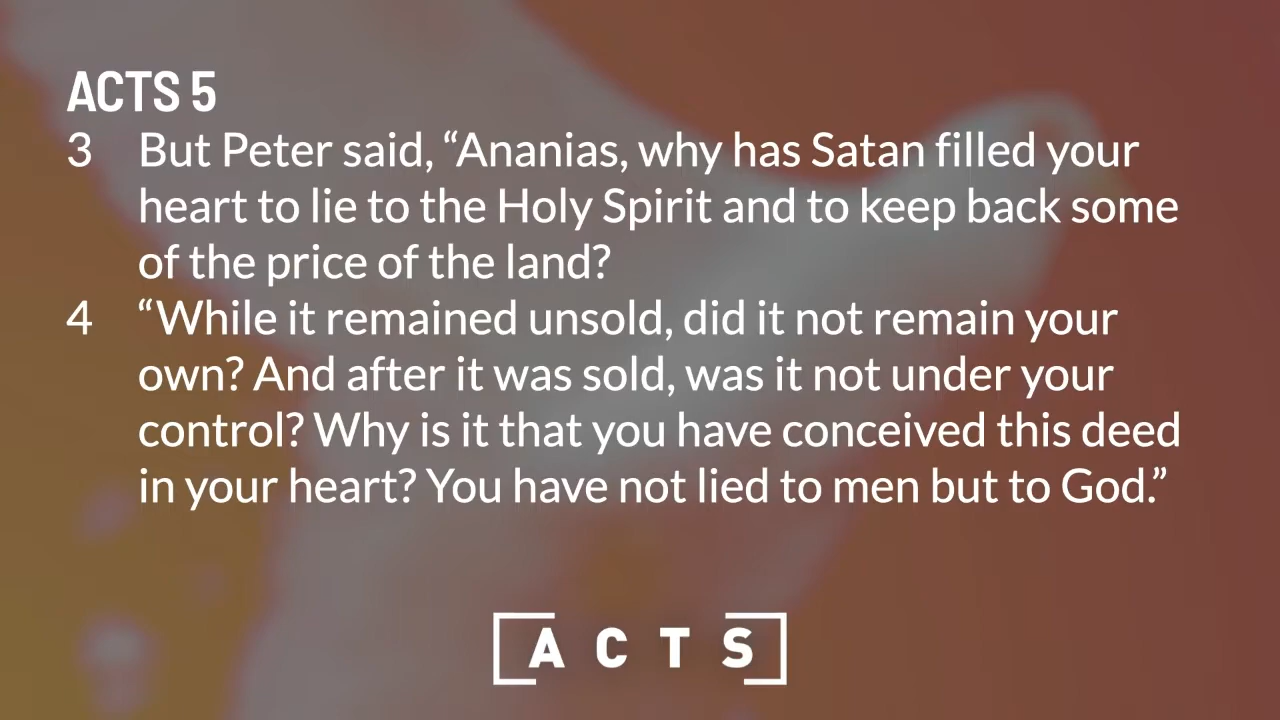 ACTS 5
3 But Peter said, “Ananias, why has Satan filled your
heart to lie to the Holy Spirit and to keep back some
of the price of the land?
4 “While it remained unsold, did it not remain your
own? And after it was sold, was it not under your
control? Why is it that you have conceived this deed
in your heart? You have not lied to men but to God.”
ACTS